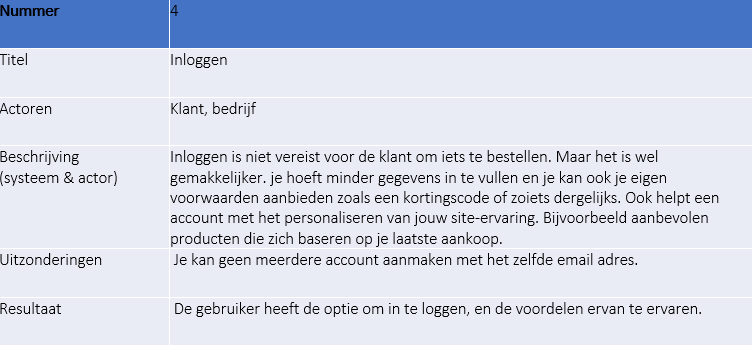 Nummer 4
Titel Inloggen
Actoren Klant, bedrijf
Beschrijving Inloggen is niet vereist voor de klant om iets te bestellen. Maar het is wel
(systeem & actor) gemakkelijker. je hoeft minder gegevens in te vullen en je kan ook je eigen
voorwaarden aanbieden zoals een kortingscode of zoiets dergelijks. Ook helpt een
account met het personaliseren van jouw site-ervaring. Bijvoorbeeld aanbevolen
producten die zich baseren op je laatste aankoop.
Uitzonderingen Je kan geen meerdere account aanmaken met het zelfde email adres.
Resultaat De gebruiker heeft de optie om in te loggen, en de voordelen ervan te ervaren.